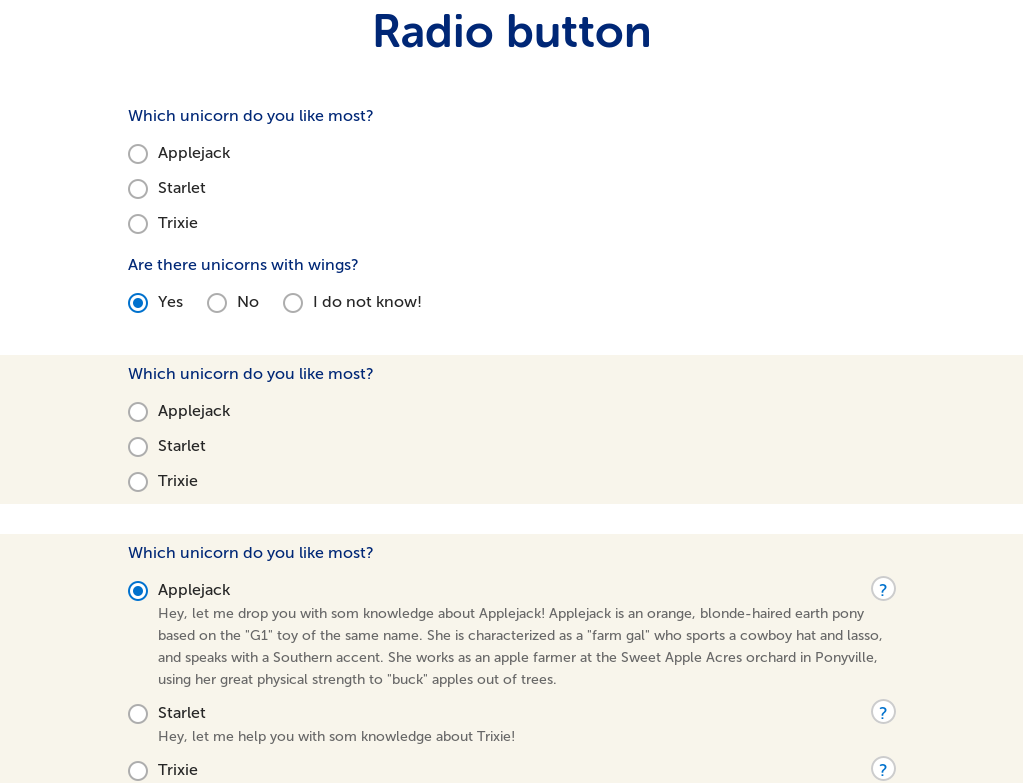 Radio button
Which unicorn do you like most?
Applejack
Starlet
Trixie
Are there unicorns with wings?
Yes No I do not know!
Which unicorn do you like most?
Applejack
Starlet
Trixie
Which unicorn do you like most?
Applejack ?
Hey, let me drop you with som knowledge about Applejack! Applejack is an orange, blonde-haired earth pony
based on the "G1" toy of the same name. She is characterized as a "farm gal" who sports a cowboy hat and lasso,
and speaks with a Southern accent. She works as an apple farmer at the Sweet Apple Acres orchard in Ponyville,
using her great physical strength to "buck" apples out of trees.
Starlet ?
Hey, let me help you with som knowledge about Trixie!
Trixie ?